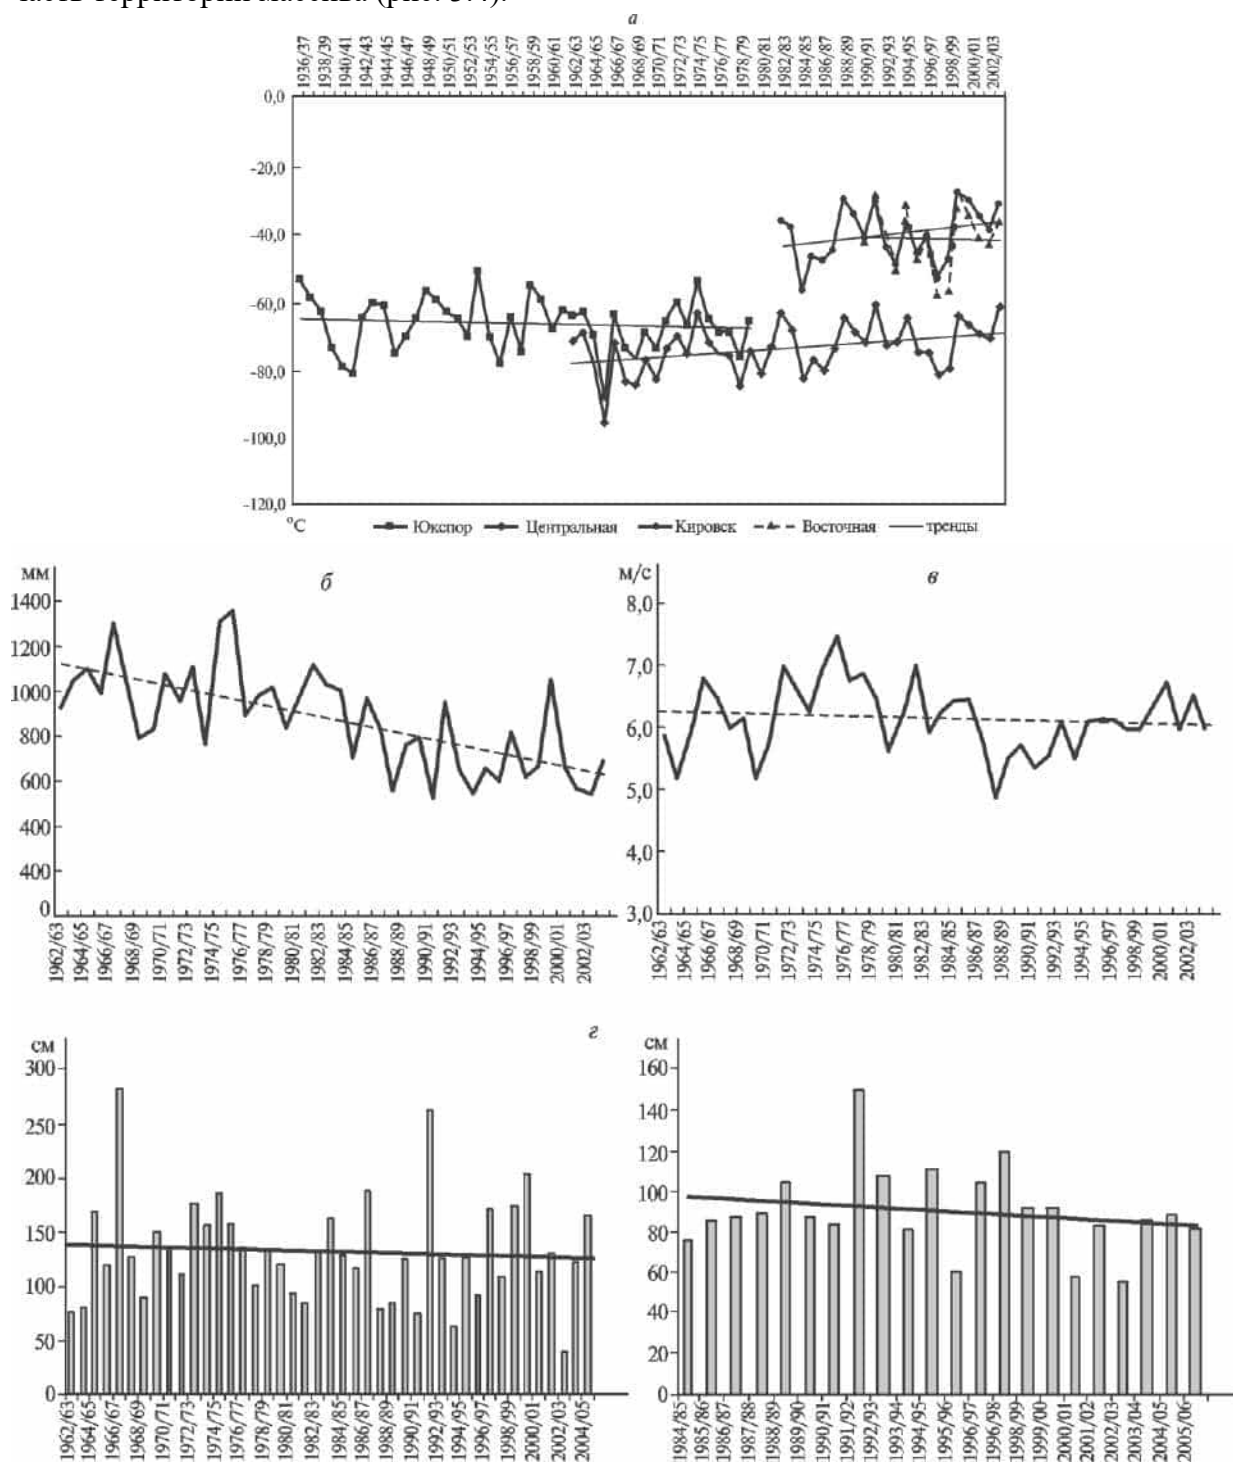 территории массива (рис.
а
1936/37 1938/39 1940/41 1942/43 1944/45 1946/47 1948/49 1950/51 1952/53 1954/55 1956/57 1958/59 1960/61 1962/63 1964/65 1966/67 1968/69 1970/71 1972/73 1974/75 1976/77 1978/79 1980/81 1982/83 1984/85 1986/87 1988/89 1990/91 1992/93 1994/95 1996/97 1998/99 2000/01 2002/03
0,0
-20,0
-40,0
-60,0
-80,0
-100,0
-120,0
°С Юкспор Центральная Кировск Восточная тренды
мм
б
1400
1200
1000
800
600
400
400
0
1962/63 1964/65 1966/67 1968/69 1970/71 1972/73 1974/75 1976/77 1978/79 1980/81 1982/83 1984/85 1986/87 1988/89 1990/91 1992/93 1994/95 1996/97 1998/99 2000/01 2002/03
м/с
в
8,0
7,0
6,0
5,0
4,0
3,0
1962/63 1964/65 1966/67 1968/69 1970/71 1972/73 1974/75 1976/77 1978/79 1980/81 1982/83 1984/85 1986/87 1988/89 1990/91 1992/93 1994/95 1996/97 1998/99 2000/01 2002/03
г
см
300
250
200
150
100
50
0
1962/63 1964/65 1966/67 1968/69 1970/71 1972/73 1974/75 1976/77 1978/79 1980/81 1982/83 1984/85 1986/87 1988/89 1990/91 1992/93 1994/95 1996/97 1998/99 2000/01 2002/03 2004/05
см
160
140
120
100
80
60
40
20
0
1984/85 1985/86 1986/87 1987/88 1988/89 1989/90 1990/91 1991/92 1992/93 1993/94 1994/95 1995/96 1996/97 1996/98 1998/99 1999/00 2000/01 2001/02 2002/03 2003/04 2004/05 2005/06